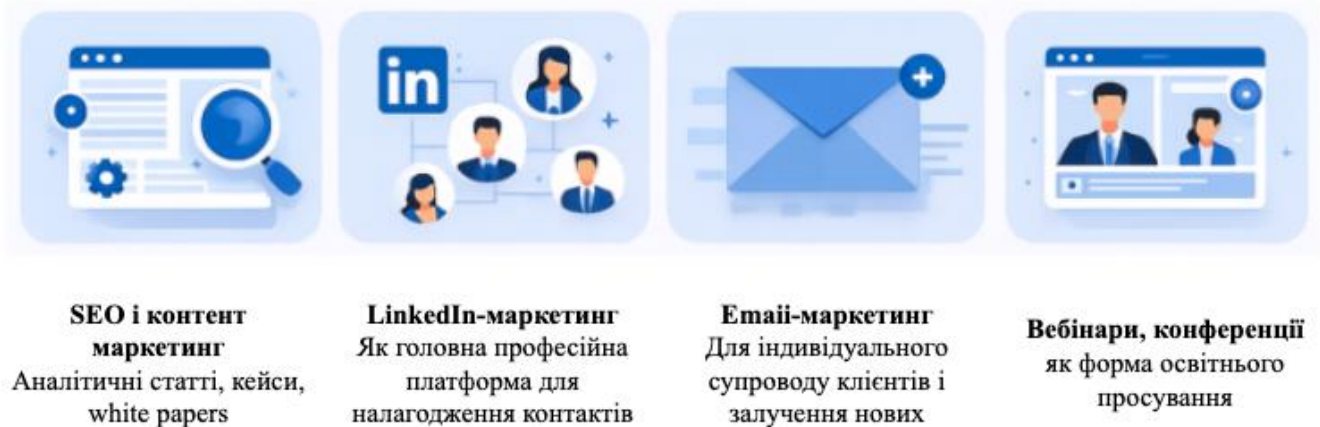 in
SEO і контент
маркетинг
Аналітичні статті, кейси,
white papers
LinkedIn-маркетинг
Як головна професійна
платформа для
налагодження контактів
Emaii-маркетинг
Для індивідуального
супроводу клієнтів і
залучення нових
Вебінари, конференції
як форма освітнього
просування